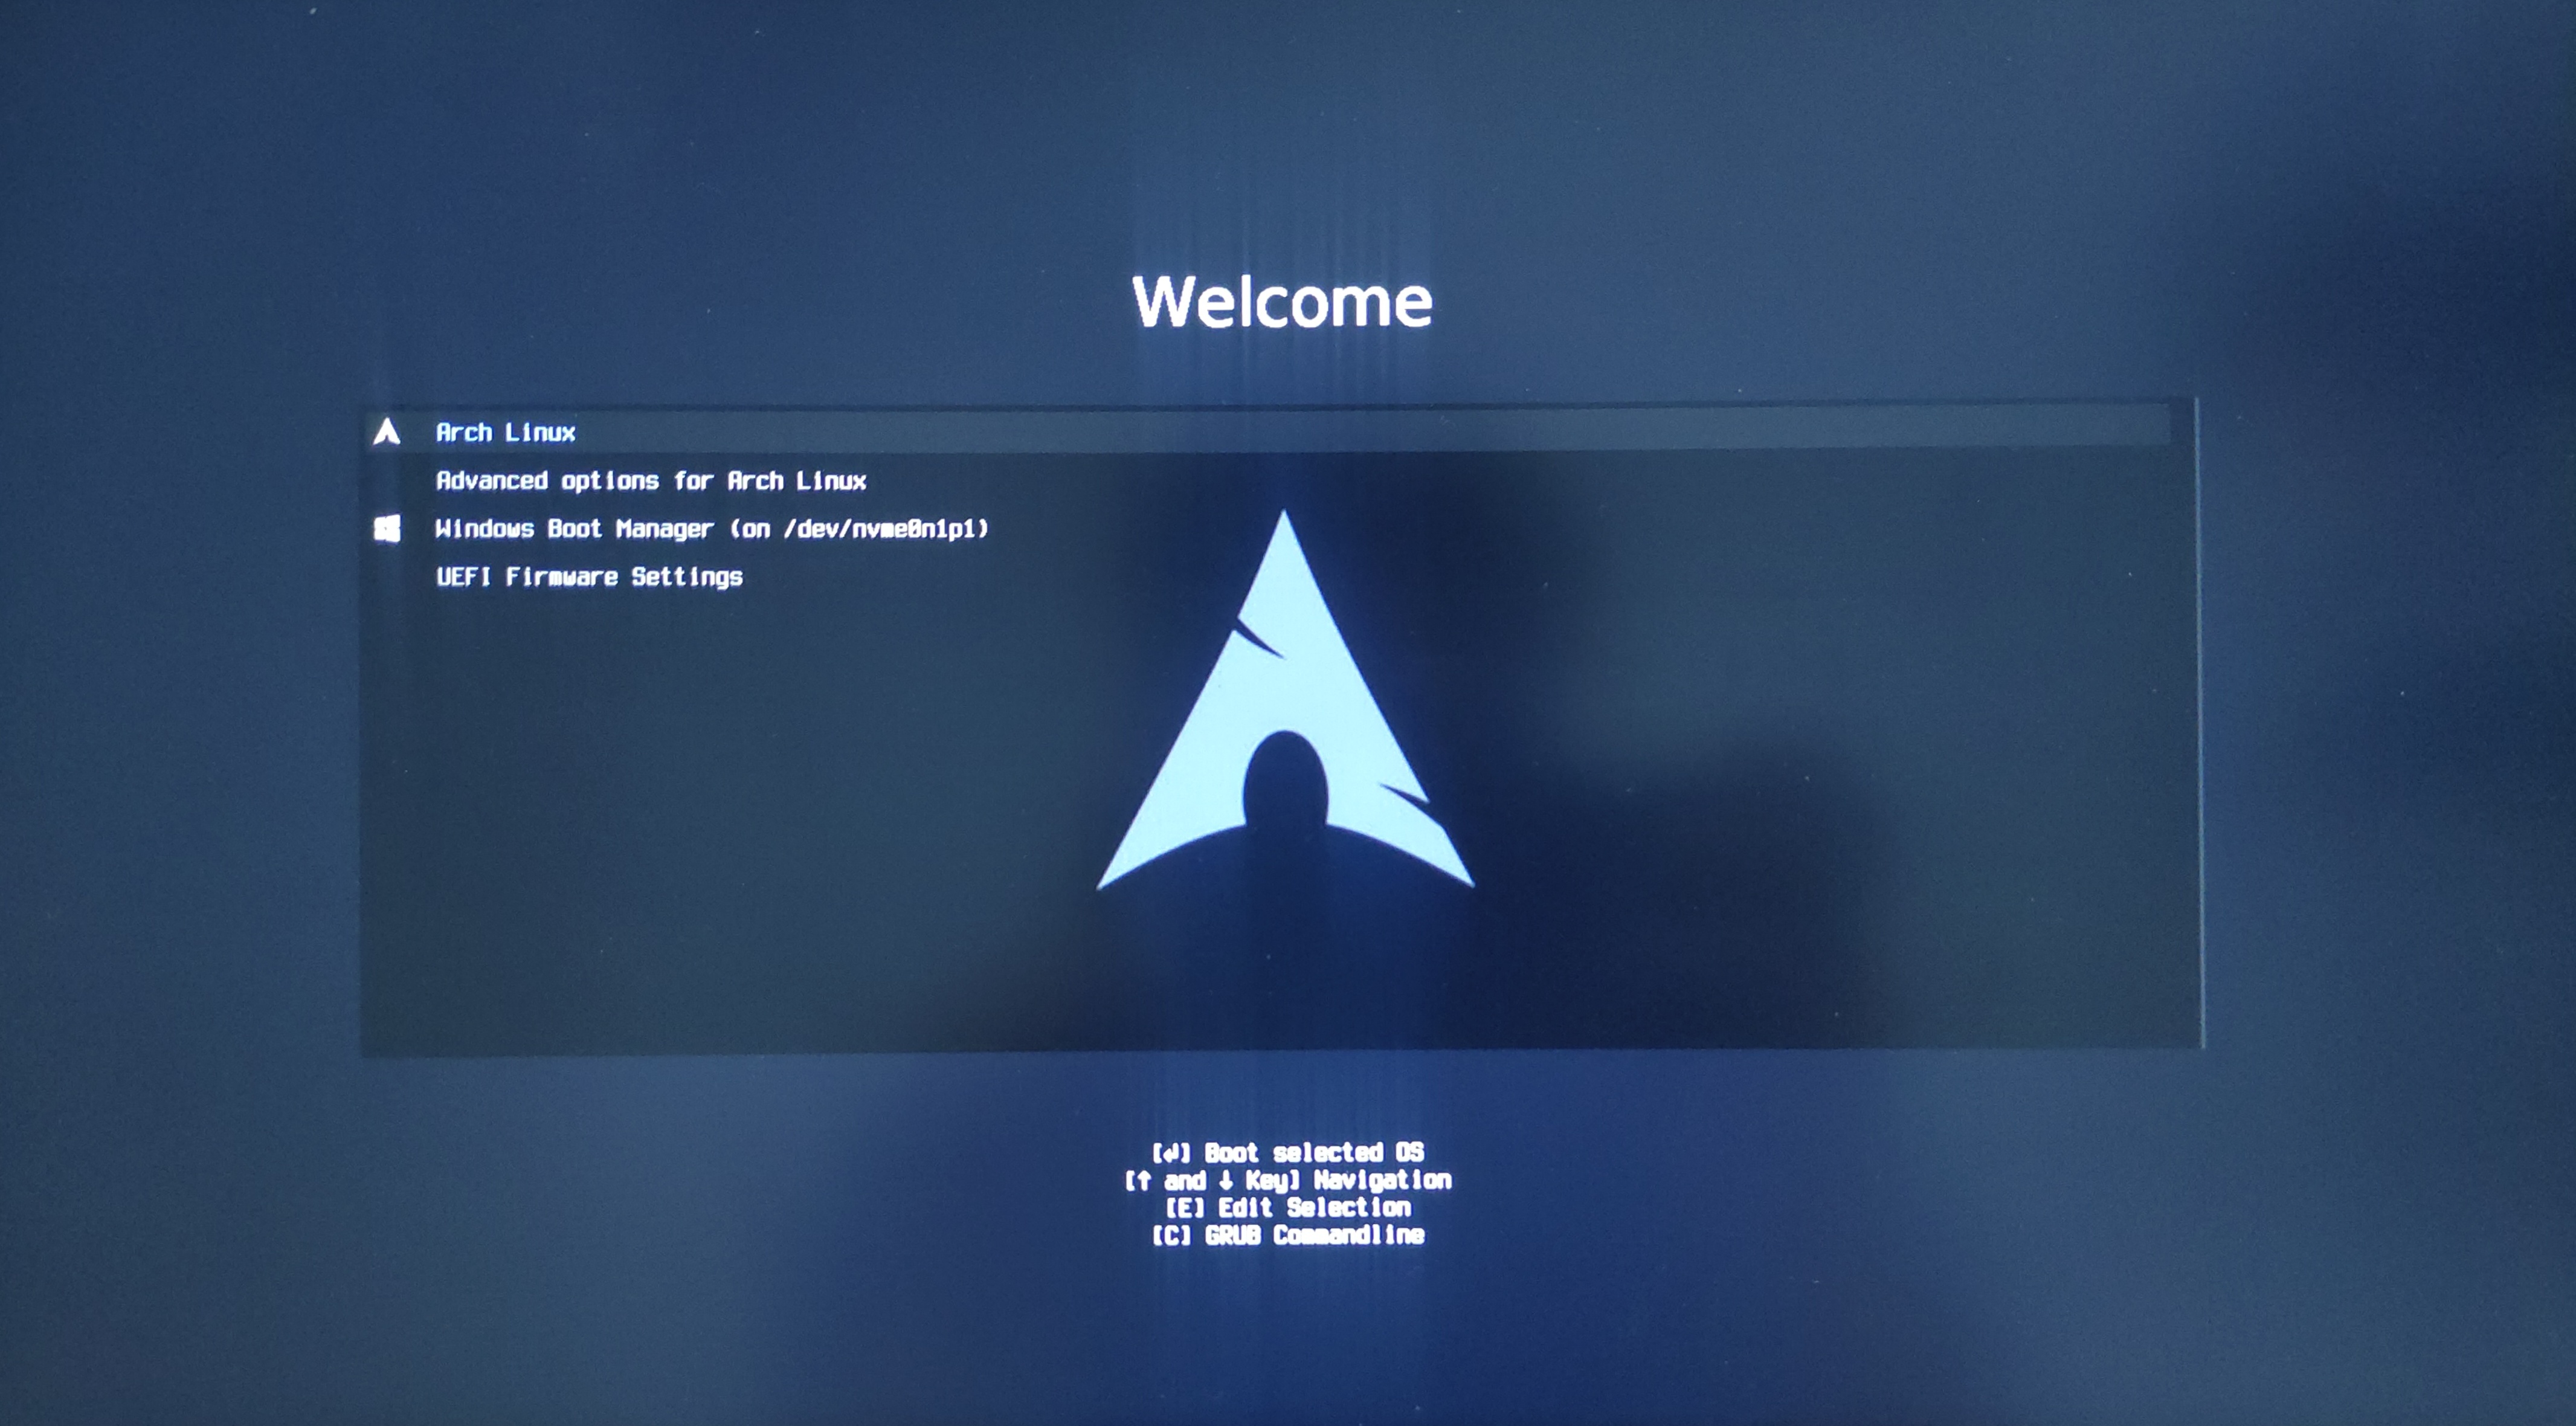 Welcome
Arch Linux
Advanced options for Arch Linux
Windows Boot Manager (on /dev/nvme0n1p1)
UEFI Firmware Settings
[↲] Boot selected OS
[↑ and ↓ Key] Navigation
[E] Edit Selection
[C] GRUB Commandline